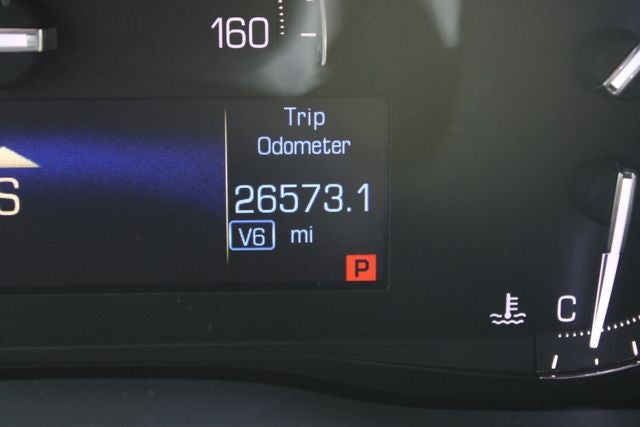 160
Trip
Odometer
26573.1
V6 mi
P
S
C